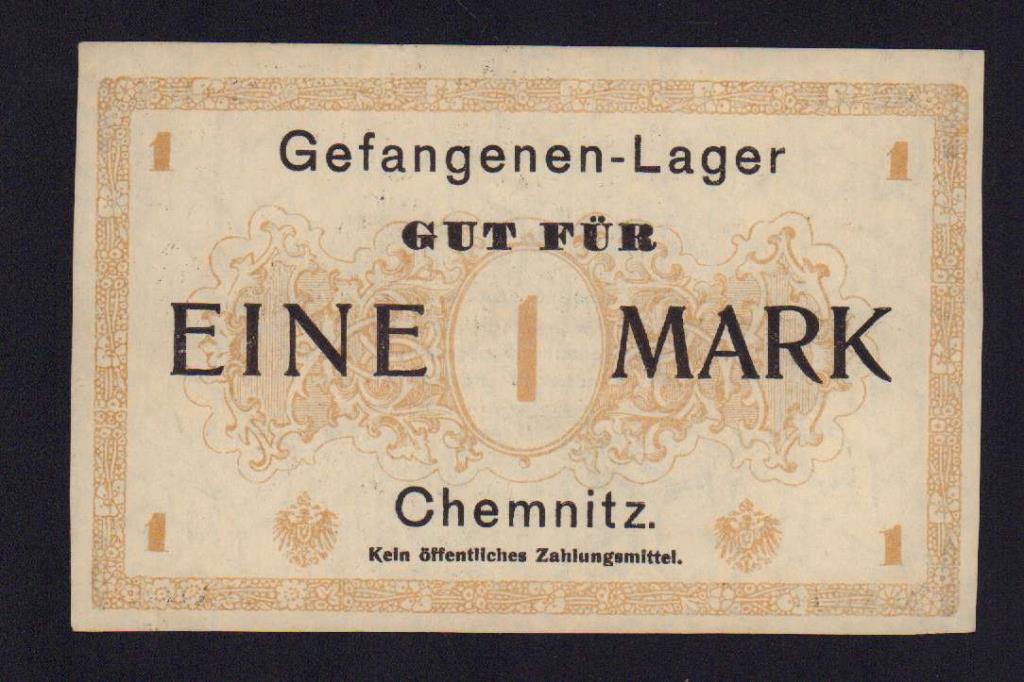 1 1
Gefangenen-Lager
GUT FÜR
EINE 1 MARK
Chemnitz.
1 1
Kein öffentliches Zahlungsmittel.